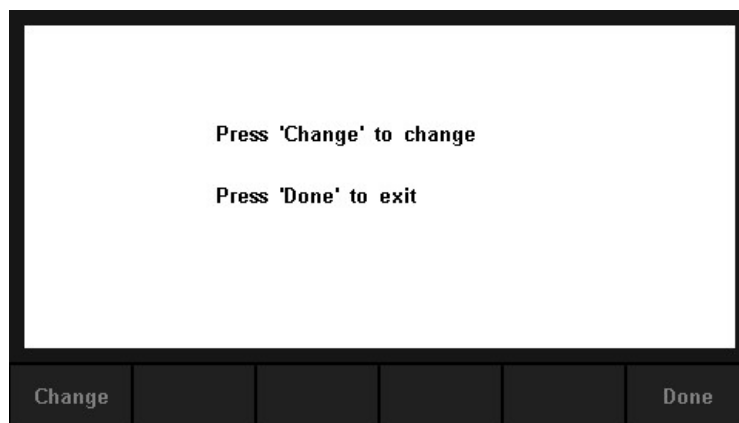 Press 'Change' to change
Press 'Done' to exit
Change
Done